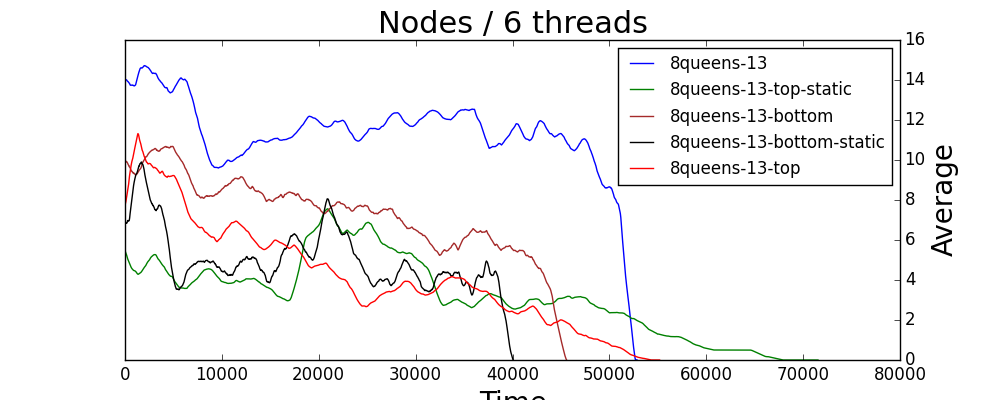 Nodes / 6 threads
8queens-13
8queens-13-top-static
8queens-13-bottom
8queens-13-bottom-static
8queens-13-top
16
14
12
10
8
6
4
2
0
Average
0 10000 20000 30000 40000 50000 60000 70000 80000
Time